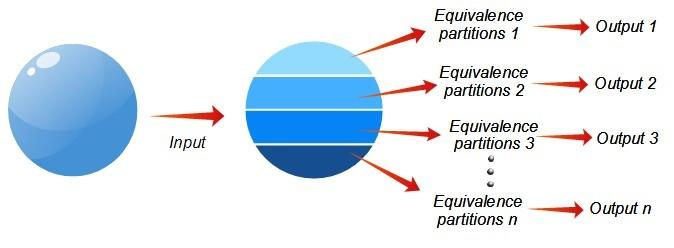 Input
Equivalence
partitions 1
Output 1
Equivalence
partitions 2
Output 2
Equivalence
partitions 3
Output 3
Equivalence
partitions n
Output n